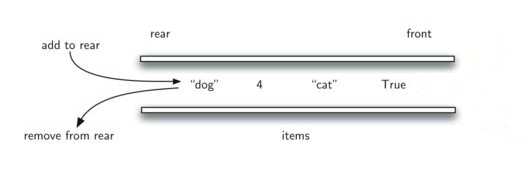 rear front
add to rear
“dog” 4 “cat” True
remove from rear items